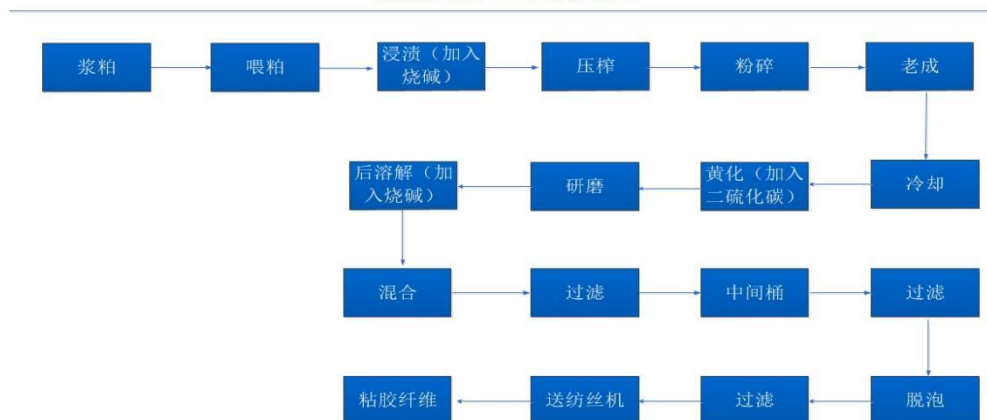 浆粕
喂粕
浸渍（加入
烧碱）
压榨
粉碎
老成
冷却
黄化（加入
二硫化碳）
研磨
后溶解（加
入烧碱）
混合
过滤
中间桶
过滤
脱泡
过滤
送纺丝机
粘胶纤维